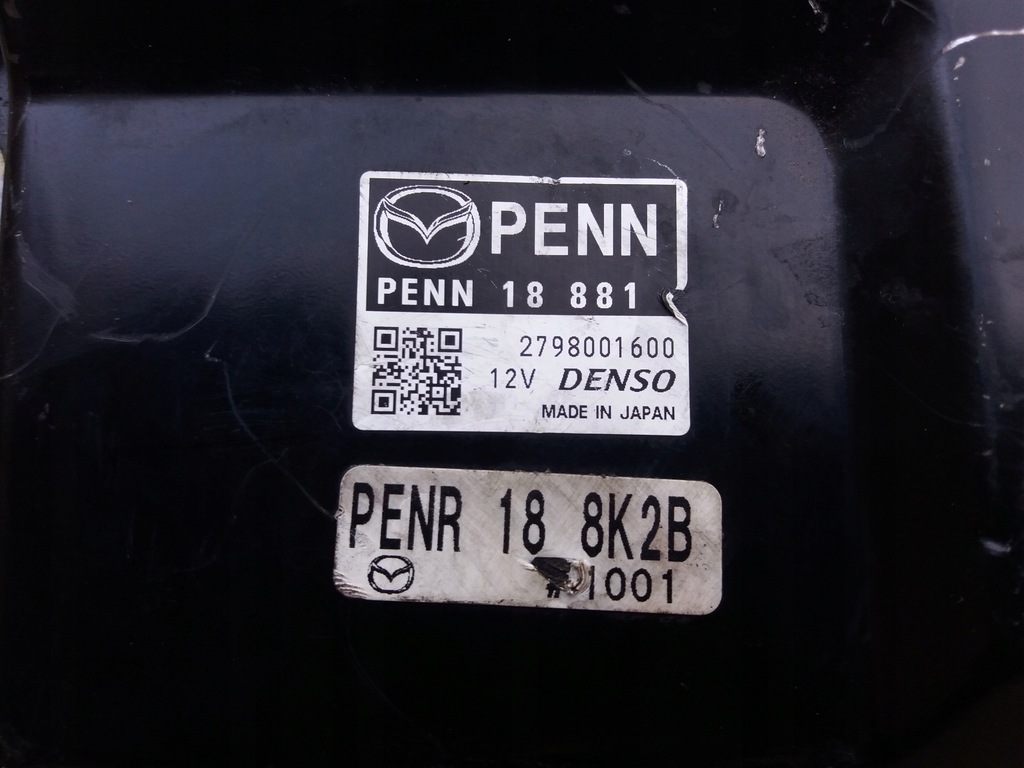 PENN
PENN 18 881
2798001600
12V DENSO
MADE IN JAPAN
PENR 18 8K2B
# 1001